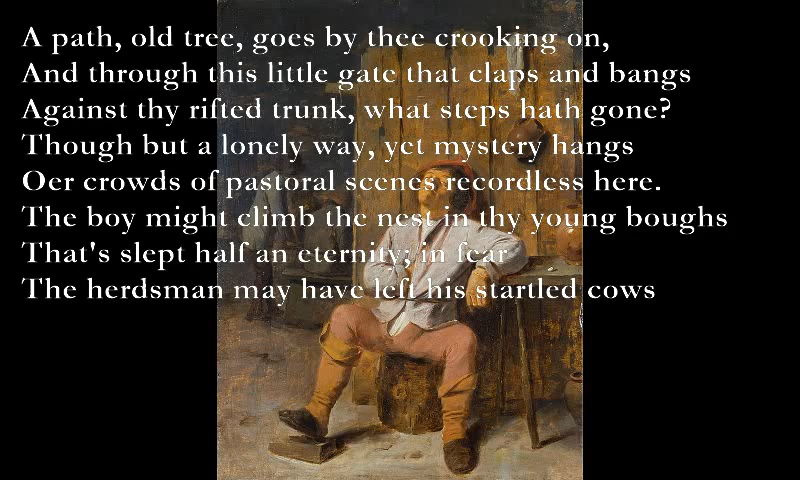 A path, old tree, goes by thee crooking on,
And through this little gate that claps and bangs
Against thy rifted trunk, what steps hath gone?
Though but a lonely way, yet mystery hangs
Oer crowds of pastoral scenes recordless here.
The boy might climb the nest in thy young boughs
That's slept half an eternity; in fear
The herdsman may have left his startled cows